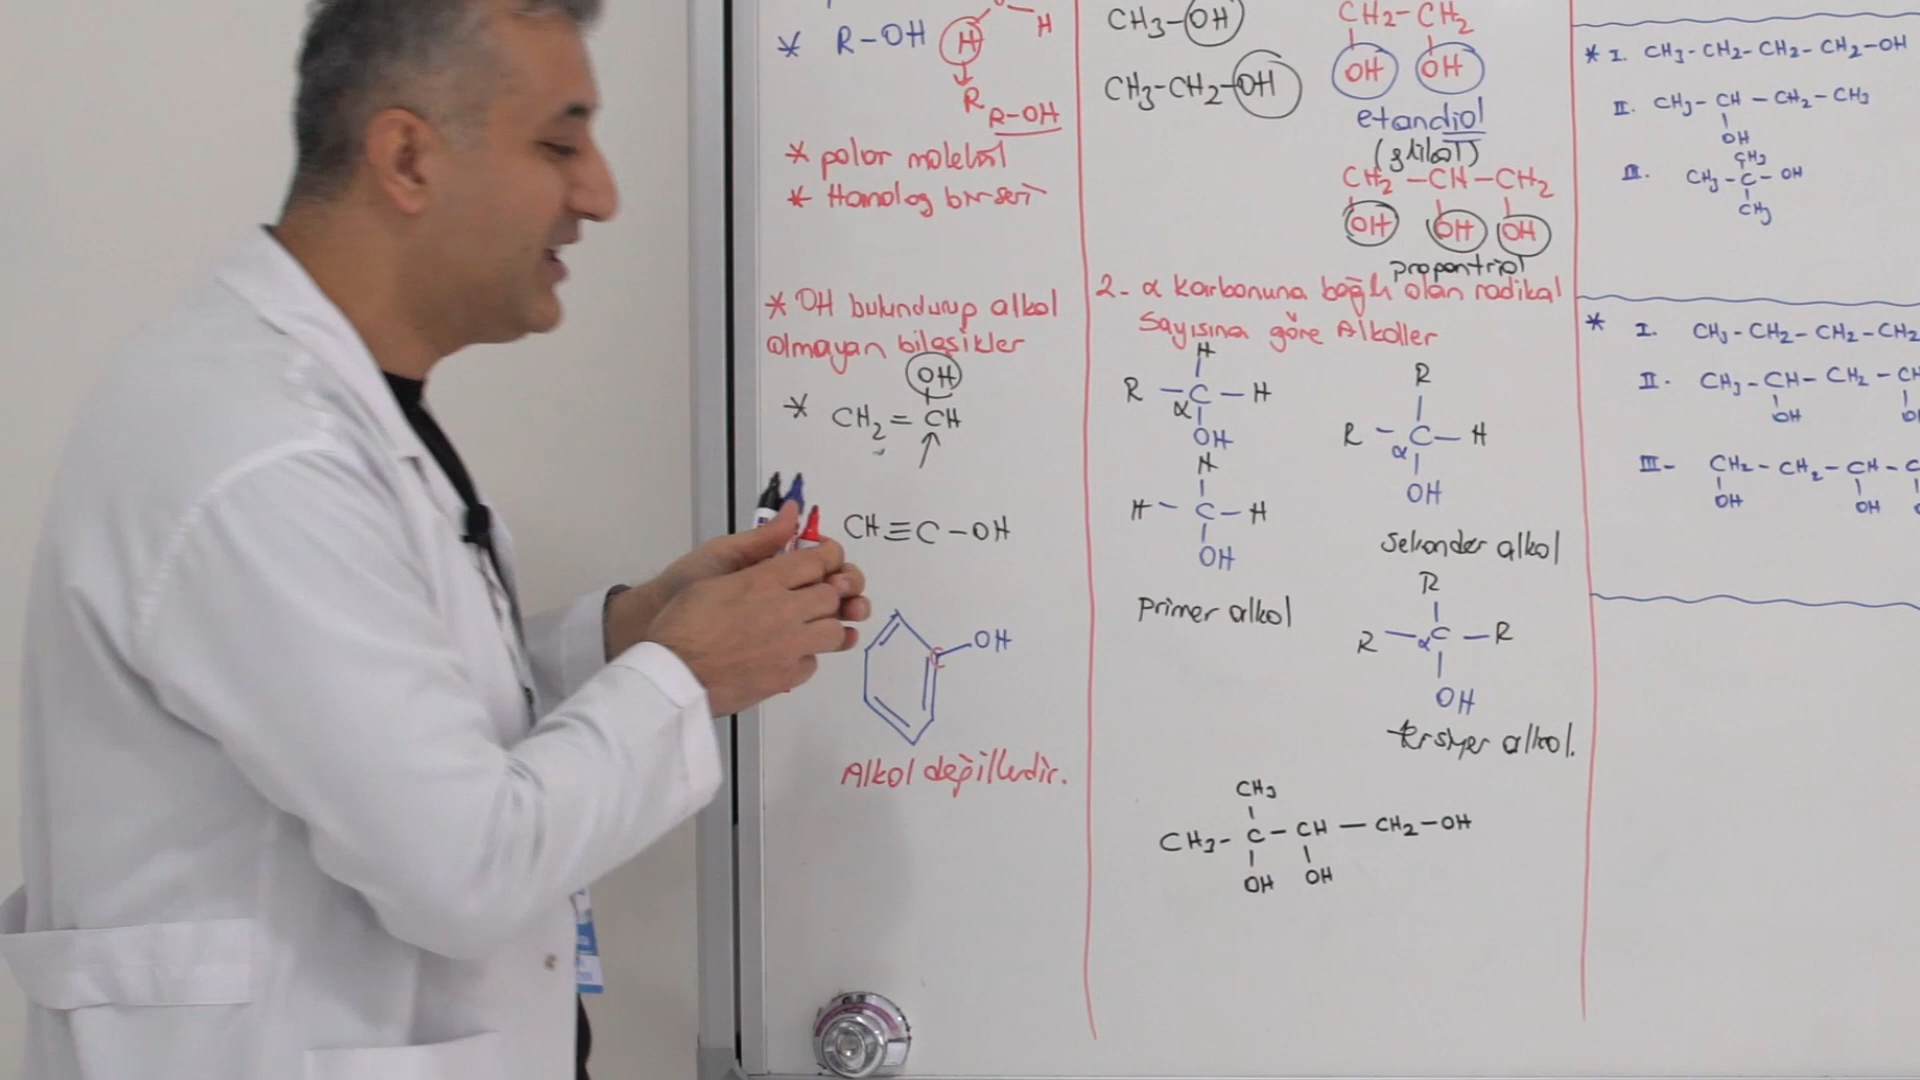 * R-OH H H
R
R-OH
* polar molekül
* Homolog bir seri
* OH bulundurup alkol
olmayan bileşikler
OH
* CH2 = CH
CH≡C-OH
C-OH
Alkol değillerdir.
CH3-OH
CH3-CH2-OH
CH2-CH2
OH OH
etandiol
(glikol)
CH2-CH-CH2
OH OH OH
propantriol
2- α karbonuna bağlı olan radikal
Sayısına göre Alkoller
H
R-C-H
α
OH
H
H-C-H
OH
primer alkol
R
R-C-H
α
OH
Sekonder alkol
R
R-C-R
α
OH
tersiyer alkol.
CH3
CH3-C-CH-CH2-OH
OH OH
* I. CH3-CH2-CH2-CH2-OH
II. CH3-CH-CH2-CH3
OH
CH3
III. CH3-C-OH
CH3
* I. CH3-CH2-CH2-CH2
II. CH3-CH-CH2-CH
OH OH
III- CH2-CH2-CH-C
OH OH